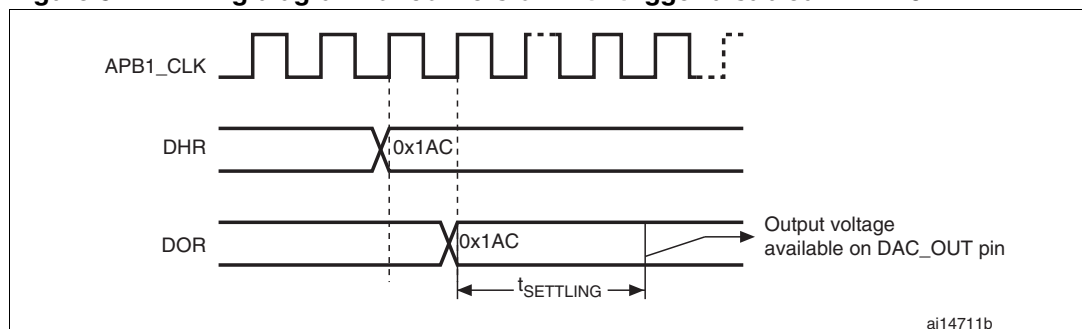 APB1_CLK
DHR
0x1AC
DOR
0x1AC
Output voltage
available on DAC_OUT pin
tSETTLING
ai14711b